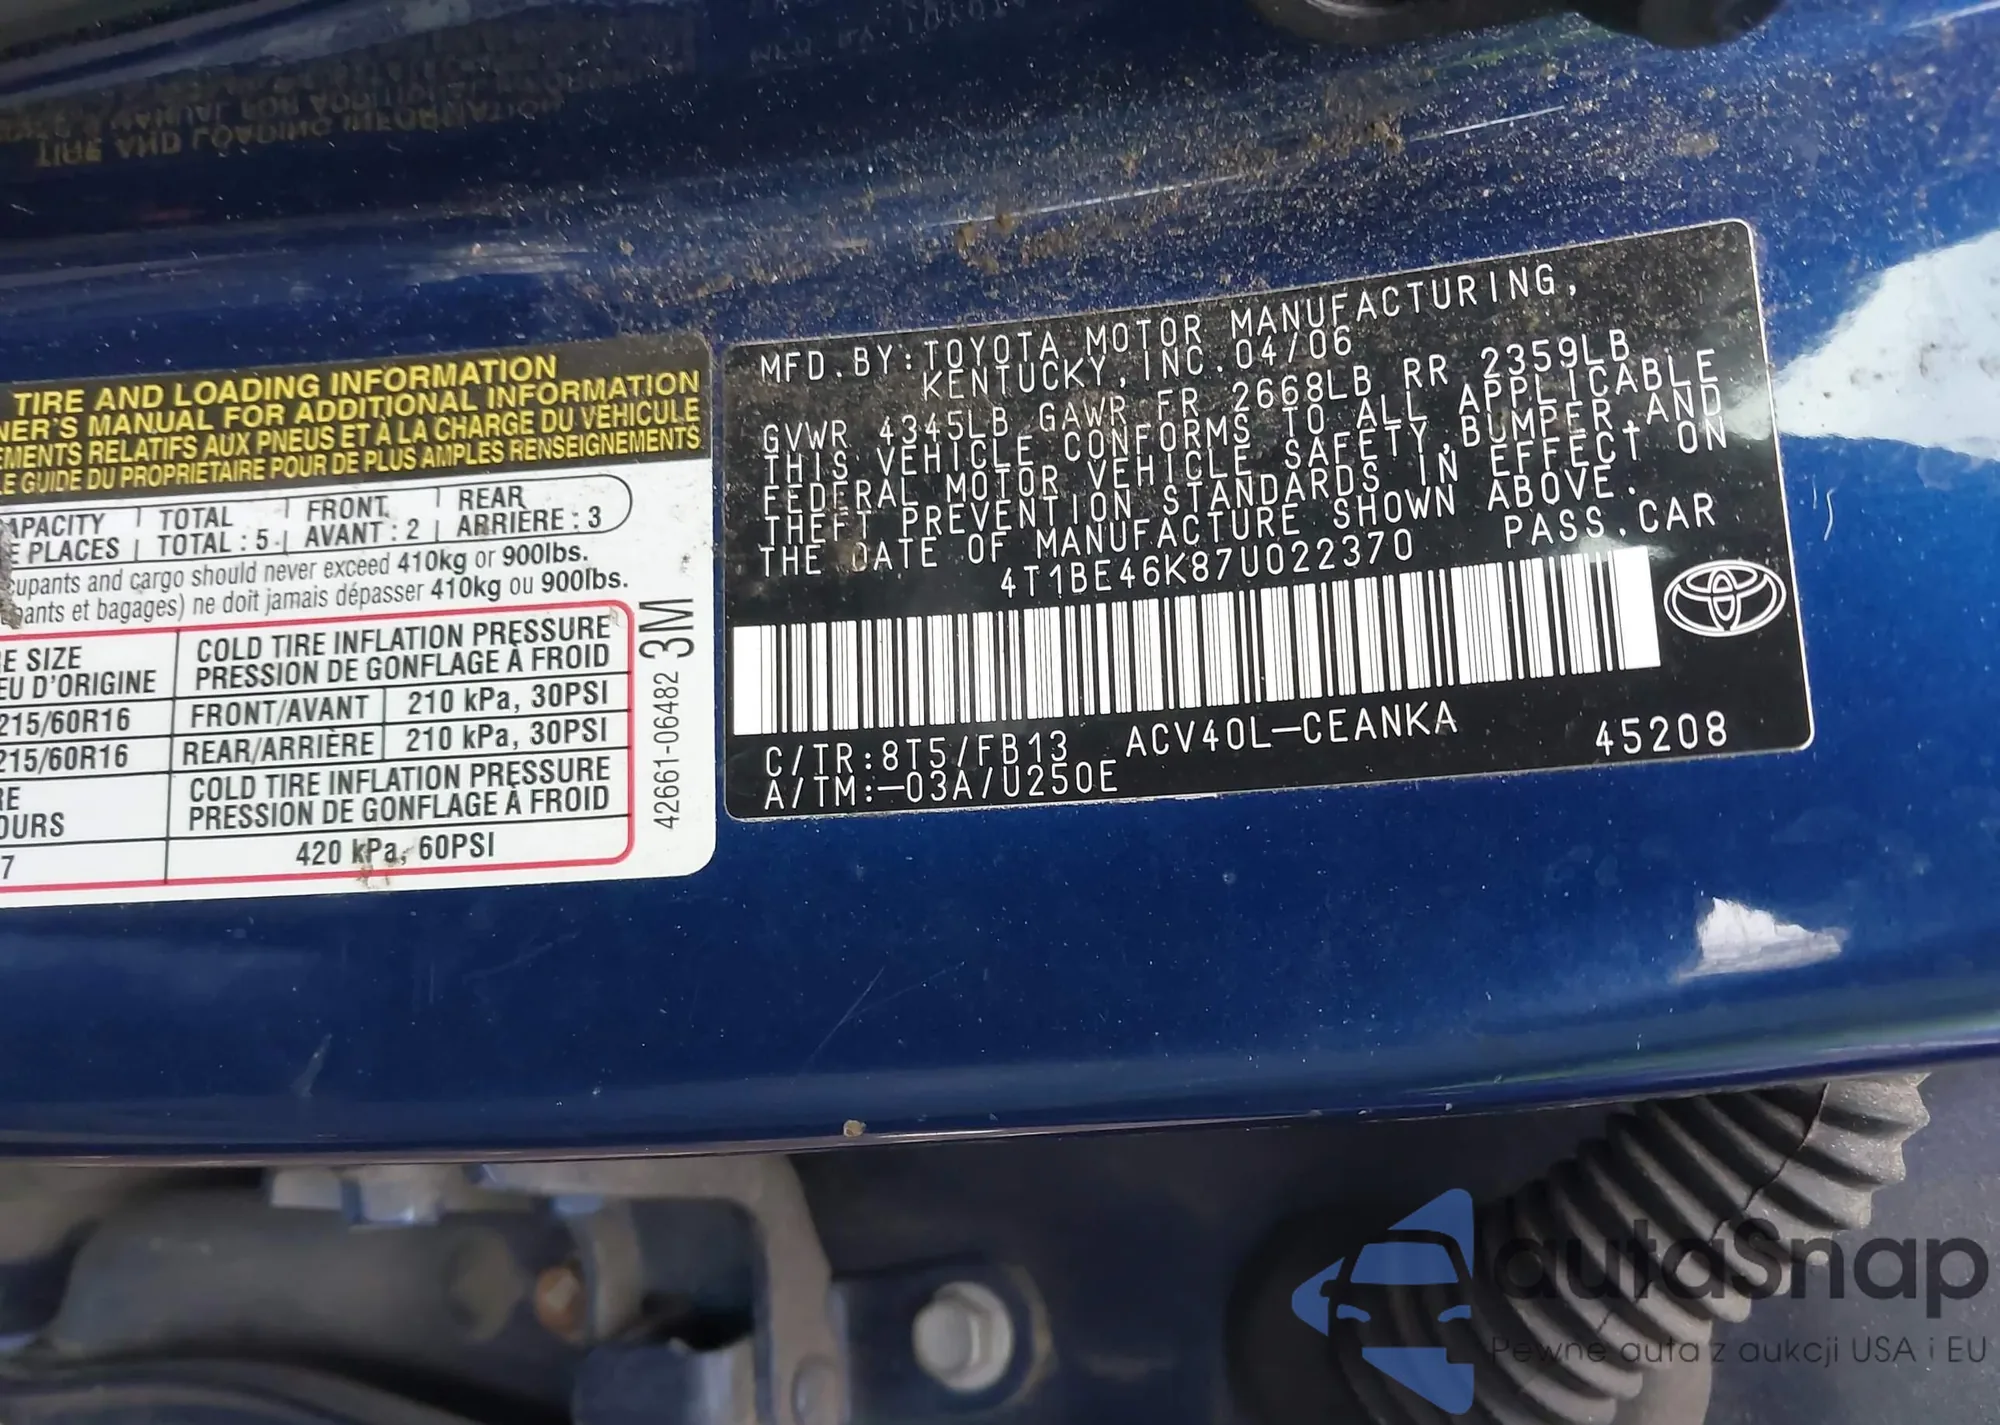 TIRE AND LOADING INFORMATION
NER'S MANUAL FOR ADDITIONAL INFORMATION
EMENTS RELATIFS AUX PNEUS ET À LA CHARGE DU VÉHICULE
LE GUIDE DU PROPRIETAIRE POUR DE PLUS AMPLES RENSEIGNEMENTS
APACITY TOTAL FRONT REAR
E PLACES TOTAL : 5 AVANT : 2 ARRIÈRE : 3
cupants and cargo should never exceed 410kg or 900lbs.
pants et bagages) ne doit jamais dépasser 410kg ou 900lbs.
E SIZE COLD TIRE INFLATION PRESSURE
EU D'ORIGINE PRESSION DE GONFLAGE À FROID
215/60R16 FRONT/AVANT 210 kPa, 30PSI
215/60R16 REAR/ARRIÈRE 210 kPa, 30PSI
RE COLD TIRE INFLATION PRESSURE
OURS PRESSION DE GONFLAGE À FROID
7 420 kPa, 60PSI
42661-06482 3M
MFD.BY:TOYOTA MOTOR MANUFACTURING,
KENTUCKY,INC.04/06
GVWR 4345LB GAWR FR 2668LB RR 2359LB
THIS VEHICLE CONFORMS TO ALL APPLICABLE
FEDERAL MOTOR VEHICLE SAFETY,BUMPER,AND
THEFT PREVENTION STANDARDS IN EFFECT ON
THE DATE OF MANUFACTURE SHOWN ABOVE.
4T1BE46K87U022370 PASS.CAR
C/TR:8T5/FB13 ACV40L-CEANKA 45208
A/TM:-03A/U250E
autaSnap
Pewne auta z aukcji USA i EU